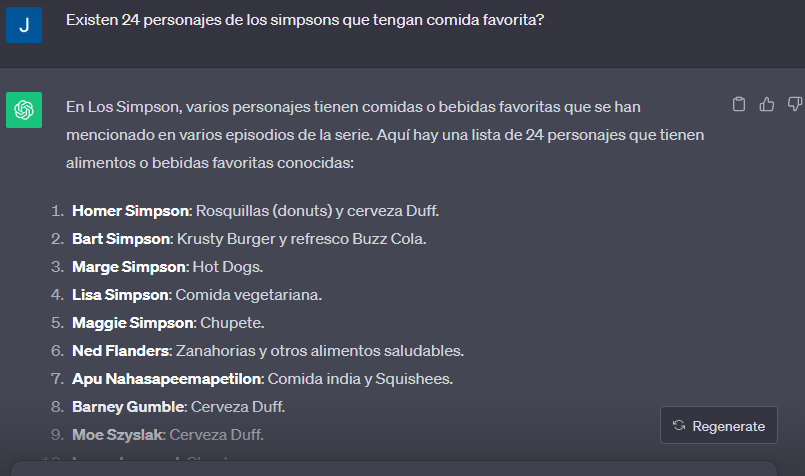 J
Existen 24 personajes de los simpsons que tengan comida favorita?
En Los Simpson, varios personajes tienen comidas o bebidas favoritas que se han
mencionado en varios episodios de la serie. Aquí hay una lista de 24 personajes que tienen
alimentos o bebidas favoritas conocidas:
1. Homer Simpson: Rosquillas (donuts) y cerveza Duff.
2. Bart Simpson: Krusty Burger y refresco Buzz Cola.
3. Marge Simpson: Hot Dogs.
4. Lisa Simpson: Comida vegetariana.
5. Maggie Simpson: Chupete.
6. Ned Flanders: Zanahorias y otros alimentos saludables.
7. Apu Nahasapeemapetilon: Comida india y Squishees.
8. Barney Gumble: Cerveza Duff.
9. Moe Szyslak: Cerveza Duff.
Regenerate